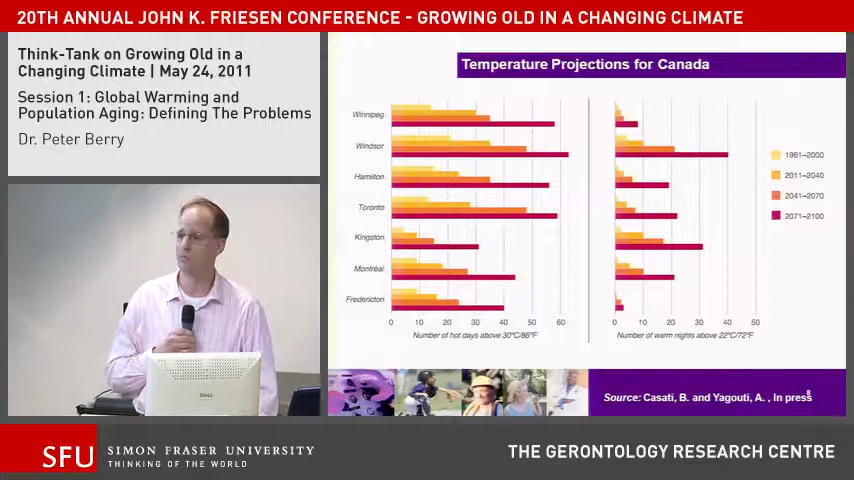 20TH ANNUAL JOHN K. FRIESEN CONFERENCE - GROWING OLD IN A CHANGING CLIMATE
Think-Tank on Growing Old in a
Changing Climate | May 24, 2011
Session 1: Global Warming and
Population Aging: Defining The Problems
Dr. Peter Berry
Temperature Projections for Canada
Winnipeg
Windsor
Hamilton
Toronto
Kingston
Montréal
Fredericton
0 10 20 30 40 50 60
Number of hot days above 30°C/86°F
0 10 20 30 40 50
Number of warm nights above 22°C/72°F
1961–2000
2011–2040
2041–2070
2071–2100
Source: Casati, B. and Yagouti, A. , In press
8
DELL
SFU
SIMON FRASER UNIVERSITY
THINKING OF THE WORLD
THE GERONTOLOGY RESEARCH CENTRE